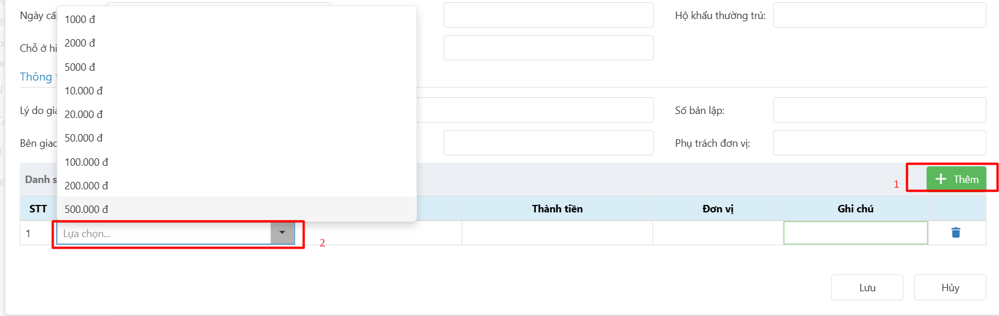 Ngày cấp
Hộ khẩu thường trú:
Chỗ ở hi
Thông t
Lý do gia
Số bản lập:
Bên giao
Phụ trách đơn vị:
1000 đ
2000 đ
5000 đ
10.000 đ
20.000 đ
50.000 đ
100.000 đ
200.000 đ
500.000 đ
Danh s
1
+ Thêm
STT
Thành tiền
Đơn vị
Ghi chú
1
Lựa chọn...
2
Lưu
Hủy